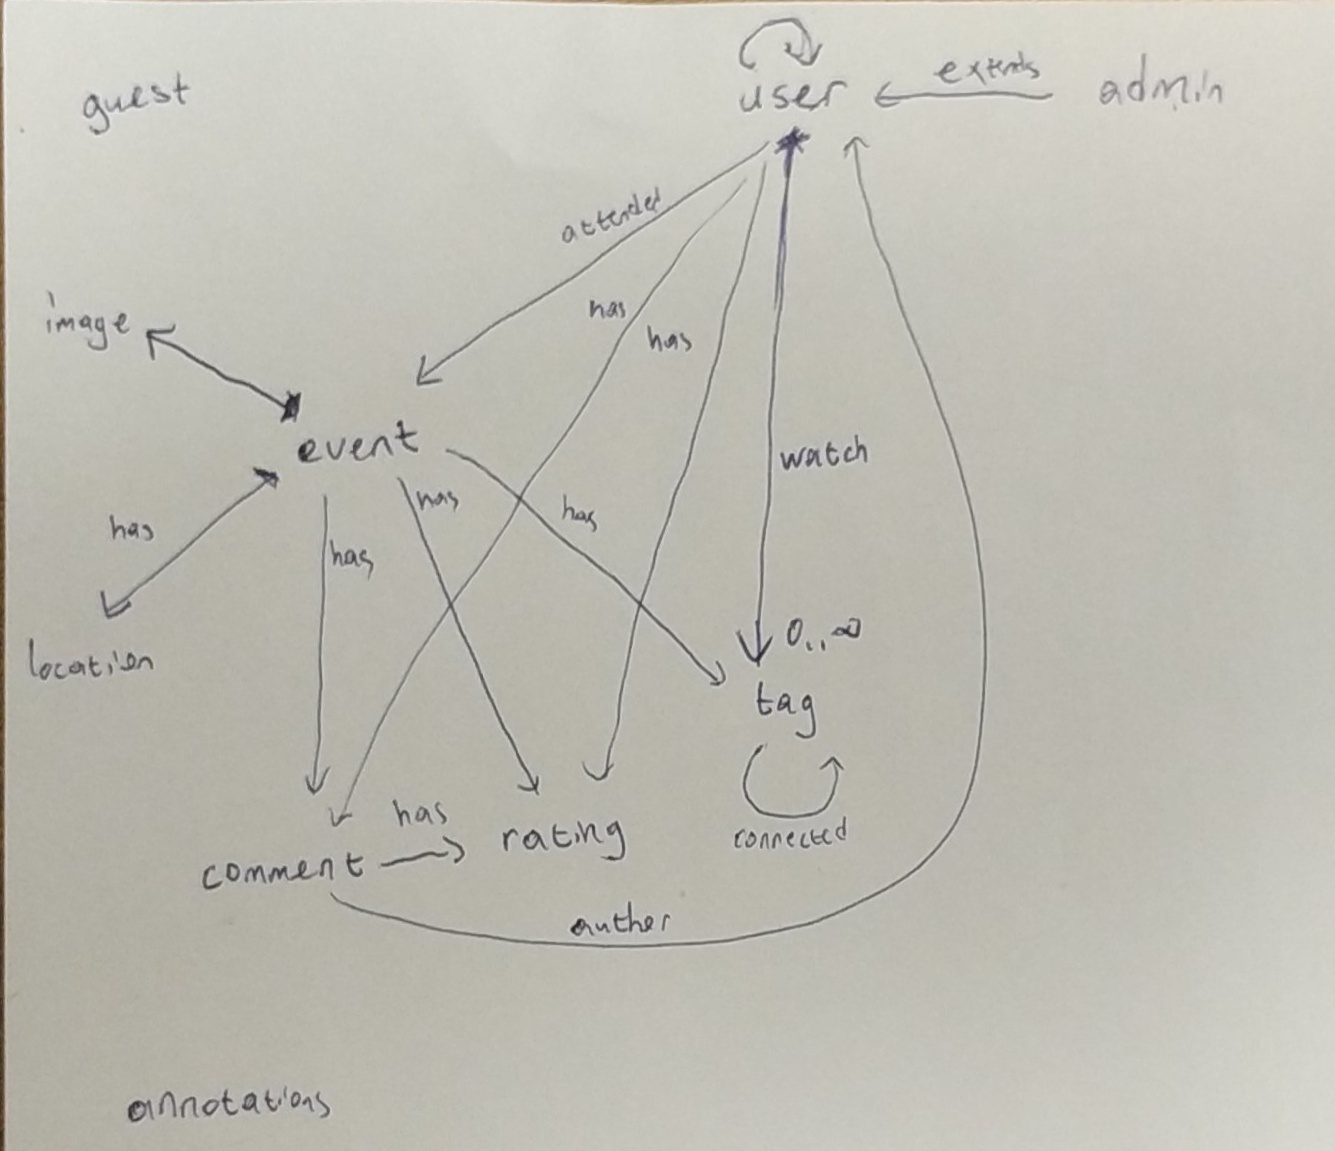 guest
user
extends
admin
attended
image
has
has
event
watch
has
has
has
has
location
0..∞
tag
has
comment
rating
connected
auther
annotations